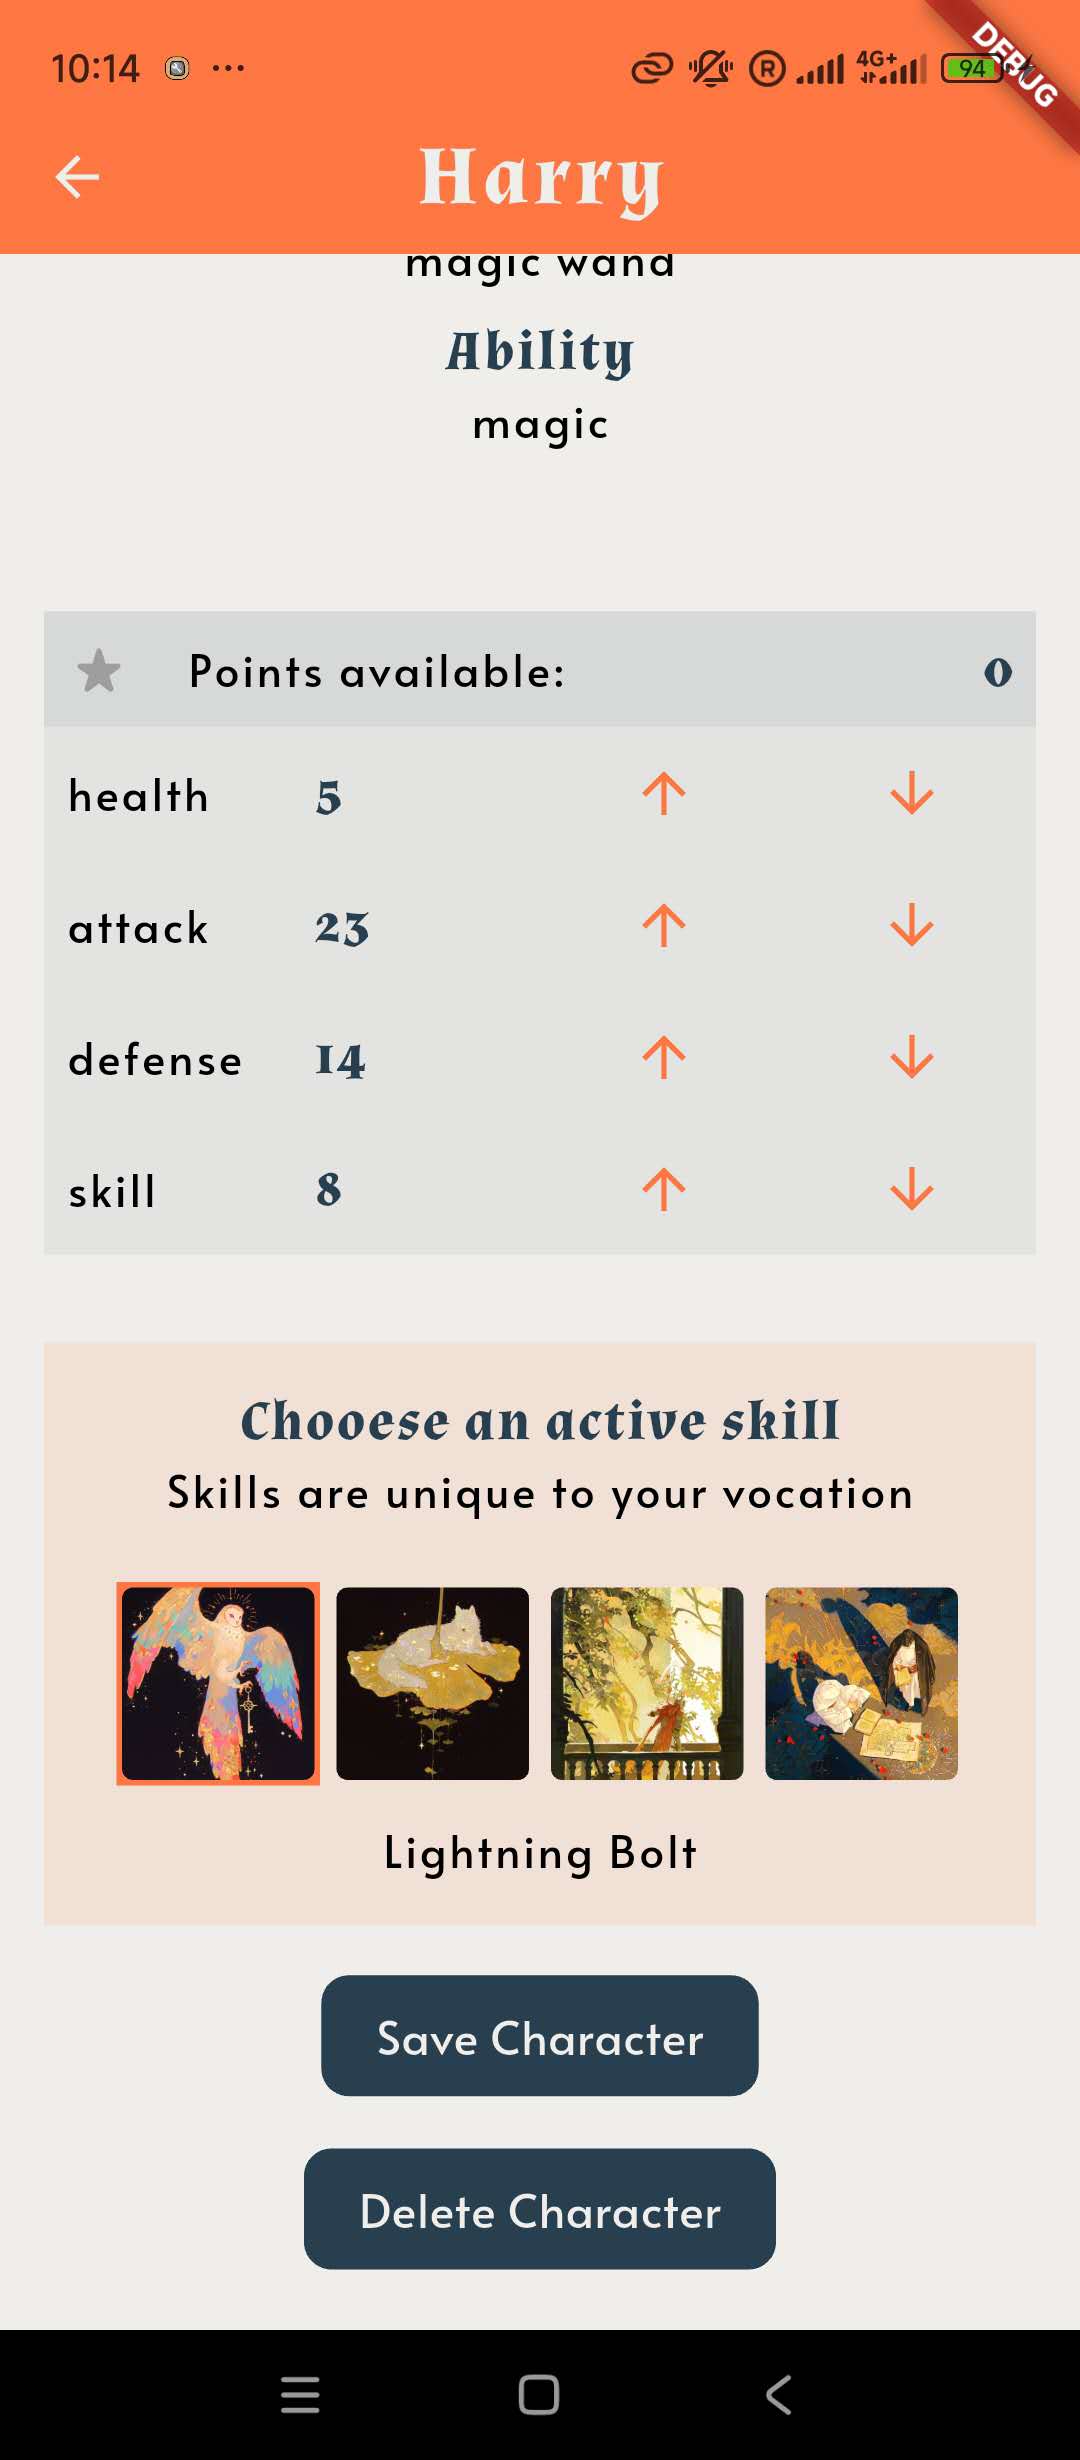 10:14 ... R 4G+ 94
DEBUG
Harry
magic wand
Ability
magic
Points available: 0
health 5
attack 23
defense 14
skill 8
Chooese an active skill
Skills are unique to your vocation
Lightning Bolt
Save Character
Delete Character